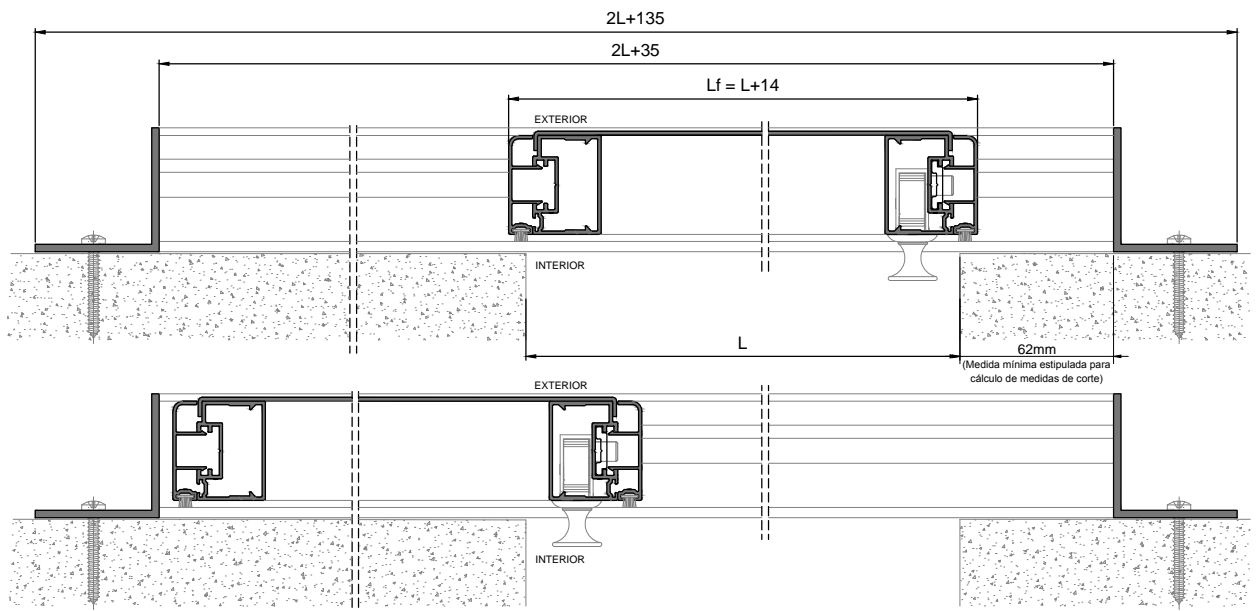 2L+135
2L+35
Lf = L+14
EXTERIOR
INTERIOR
L
62mm
(Medida mínima estipulada para
cálculo de medidas de corte)
EXTERIOR
INTERIOR